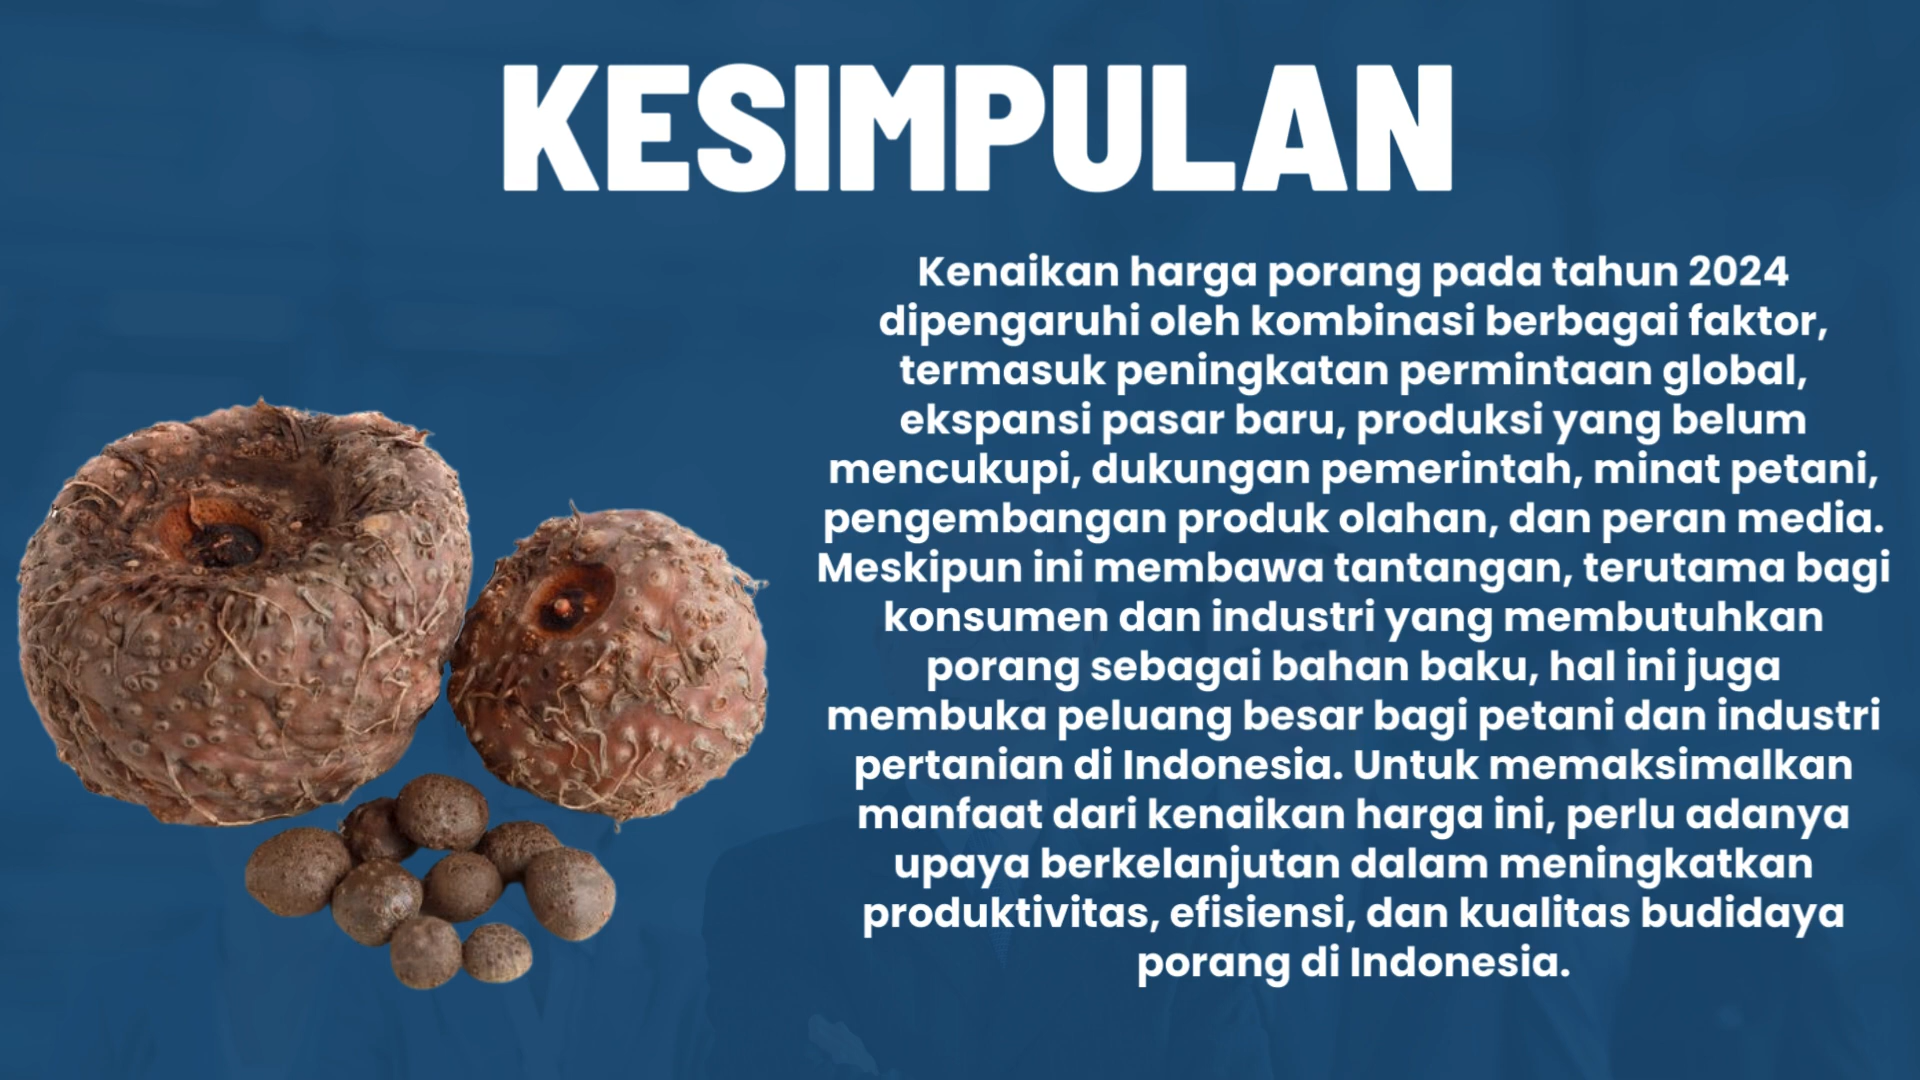 KESIMPULAN
Kenaikan harga porang pada tahun 2024
dipengaruhi oleh kombinasi berbagai faktor,
termasuk peningkatan permintaan global,
ekspansi pasar baru, produksi yang belum
mencukupi, dukungan pemerintah, minat petani,
pengembangan produk olahan, dan peran media.
Meskipun ini membawa tantangan, terutama bagi
konsumen dan industri yang membutuhkan
porang sebagai bahan baku, hal ini juga
membuka peluang besar bagi petani dan industri
pertanian di Indonesia. Untuk memaksimalkan
manfaat dari kenaikan harga ini, perlu adanya
upaya berkelanjutan dalam meningkatkan
produktivitas, efisiensi, dan kualitas budidaya
porang di Indonesia.